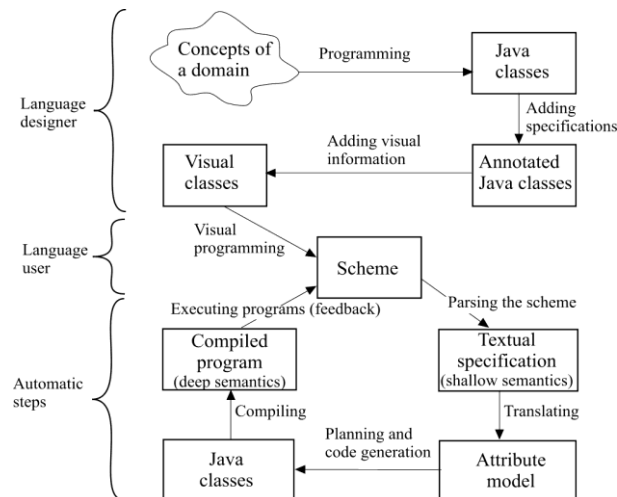 Concepts of
a domain
Programming
Java
classes
Language
designer
Adding
specifications
Adding visual
information
Visual
classes
Annotated
Java classes
Visual
programming
Language
user
Scheme
Executing programs (feedback)
Parsing the scheme
Compiled
program
(deep semantics)
Textual
specification
(shallow semantics)
Automatic
steps
Compiling
Translating
Planning and
code generation
Java
classes
Attribute
model